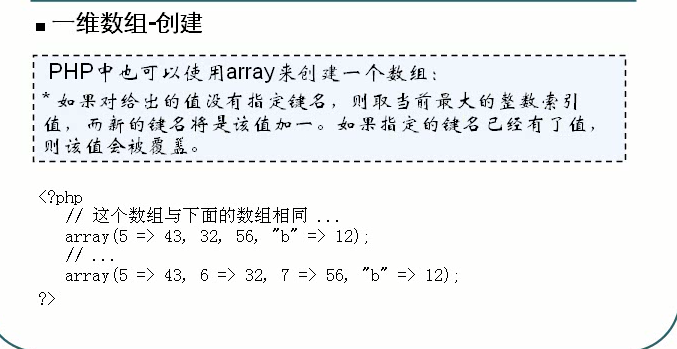 ■ 一维数组-创建
PHP中也可以使用array来创建一个数组：
* 如果对给出的值没有指定键名，则取当前最大的整数索引
值，而新的键名将是该值加一。如果指定的键名已经有了值，
则该值会被覆盖。
<?php
// 这个数组与下面的数组相同 ...
array(5 => 43, 32, 56, "b" => 12);
// ...
array(5 => 43, 6 => 32, 7 => 56, "b" => 12);
?>